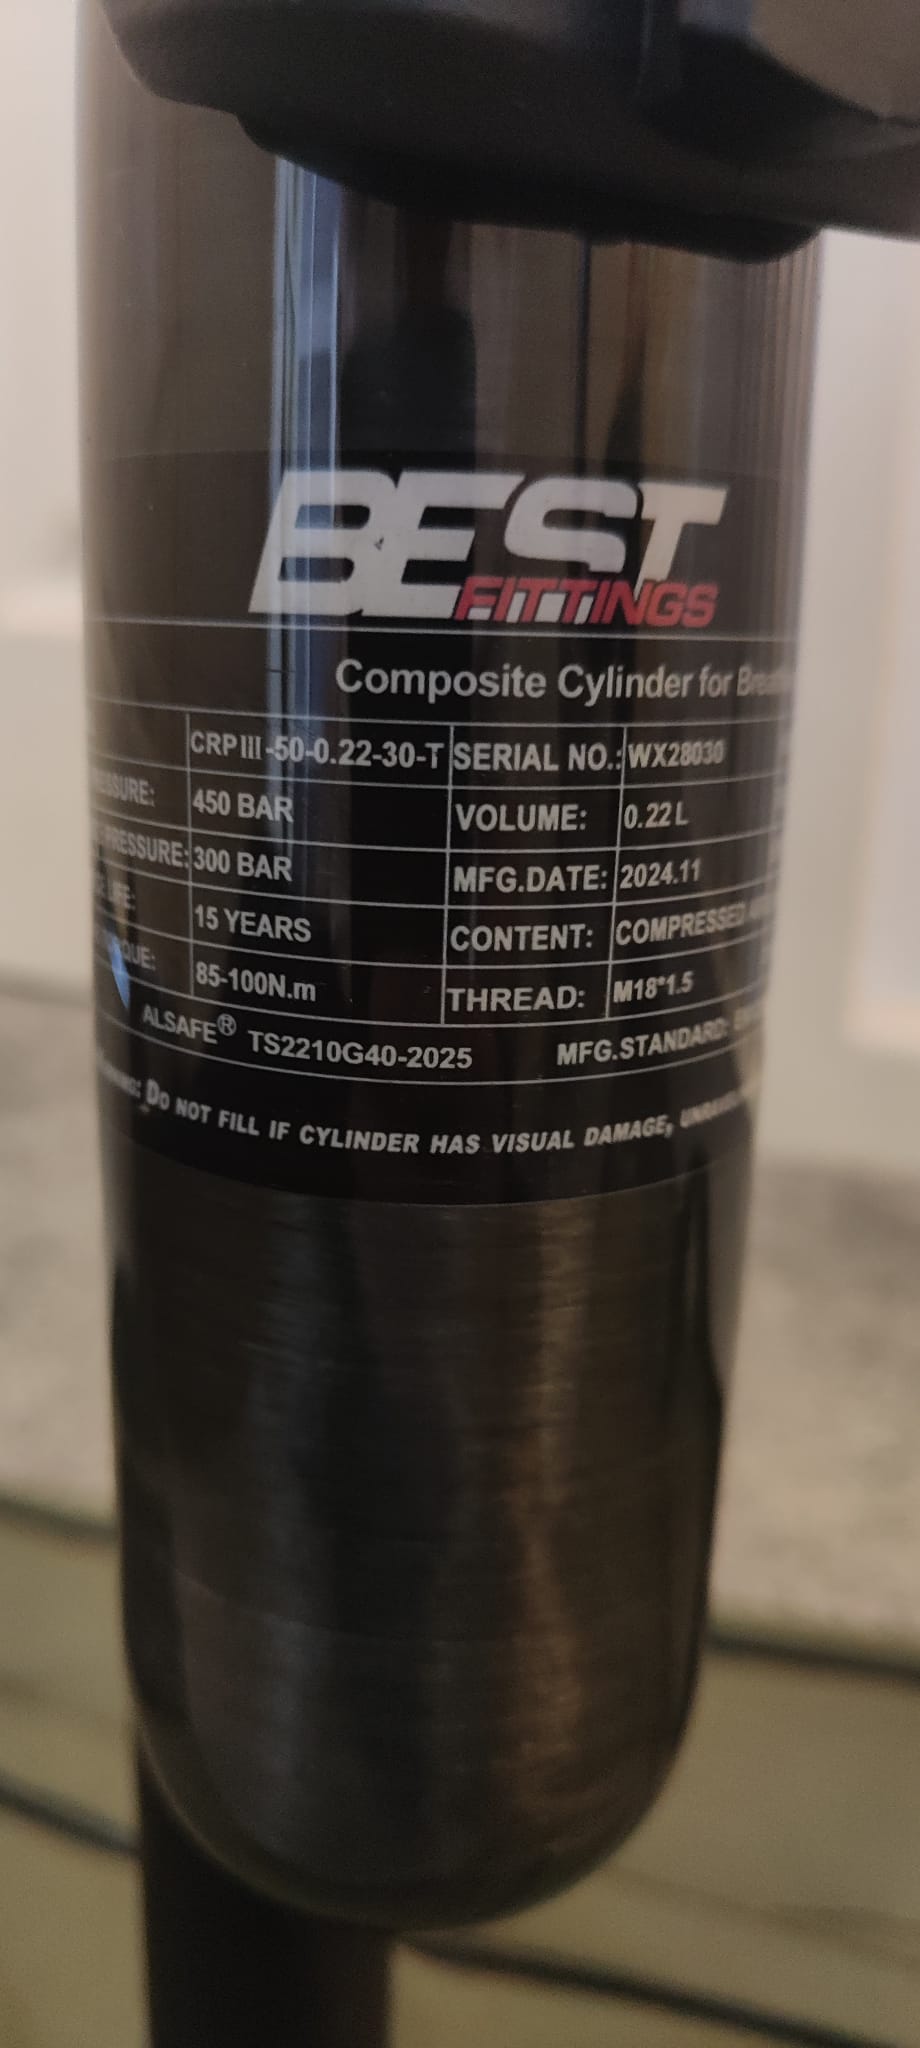 BEST
FITTINGS
Composite Cylinder for
CRPIII-50-0.22-30-T SERIAL NO.: WX28030
450 BAR VOLUME: 0.22L
PRESSURE: 300 BAR MFG.DATE: 2024.11
15 YEARS CONTENT: COMPRESSED
85-100N.m THREAD: M18*1.5
ALSAFE® TS2210G40-2025 MFG.STANDARD:
DO NOT FILL IF CYLINDER HAS VISUAL DAMAGE,